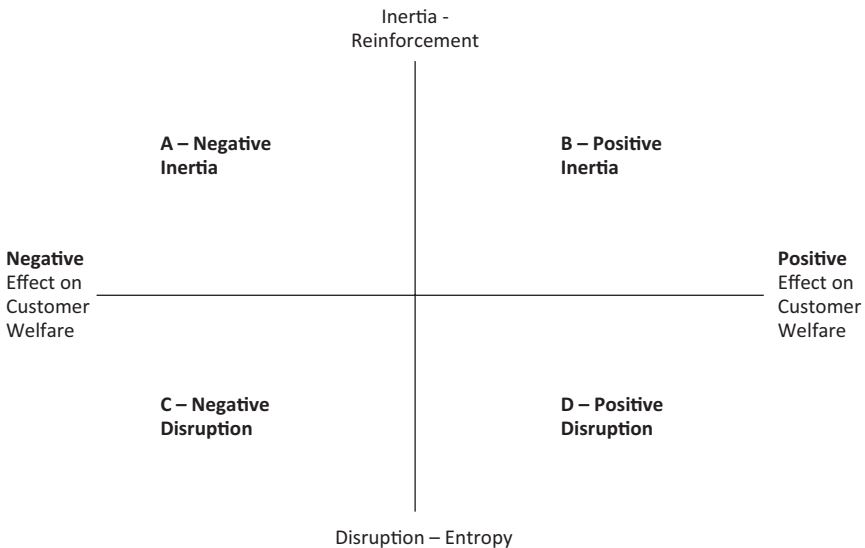 Inertia -
Reinforcement
A – Negative
Inertia
B – Positive
Inertia
Negative
Effect on
Customer
Welfare
Positive
Effect on
Customer
Welfare
C – Negative
Disruption
D – Positive
Disruption
Disruption – Entropy